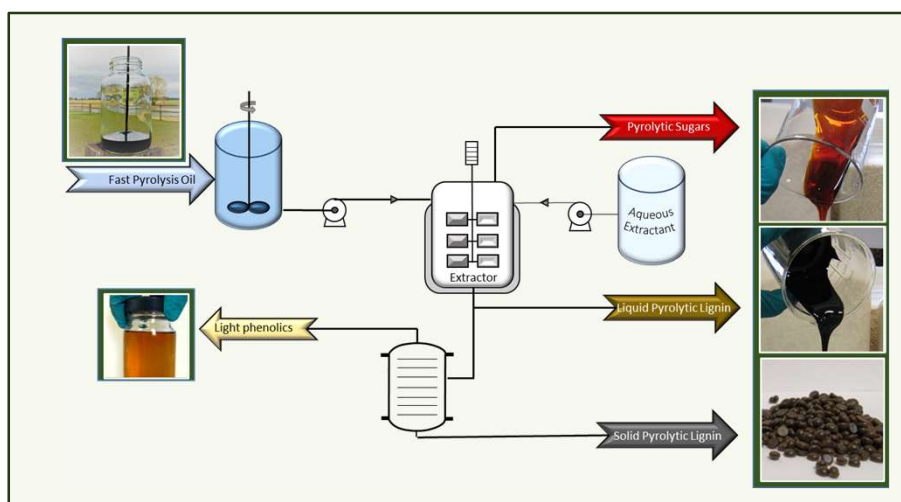 Pyrolytic Sugars
Fast Pyrolysis Oil
Aqueous
Extractant
Extractor
Liquid Pyrolytic Lignin
Light phenolics
Solid Pyrolytic Lignin